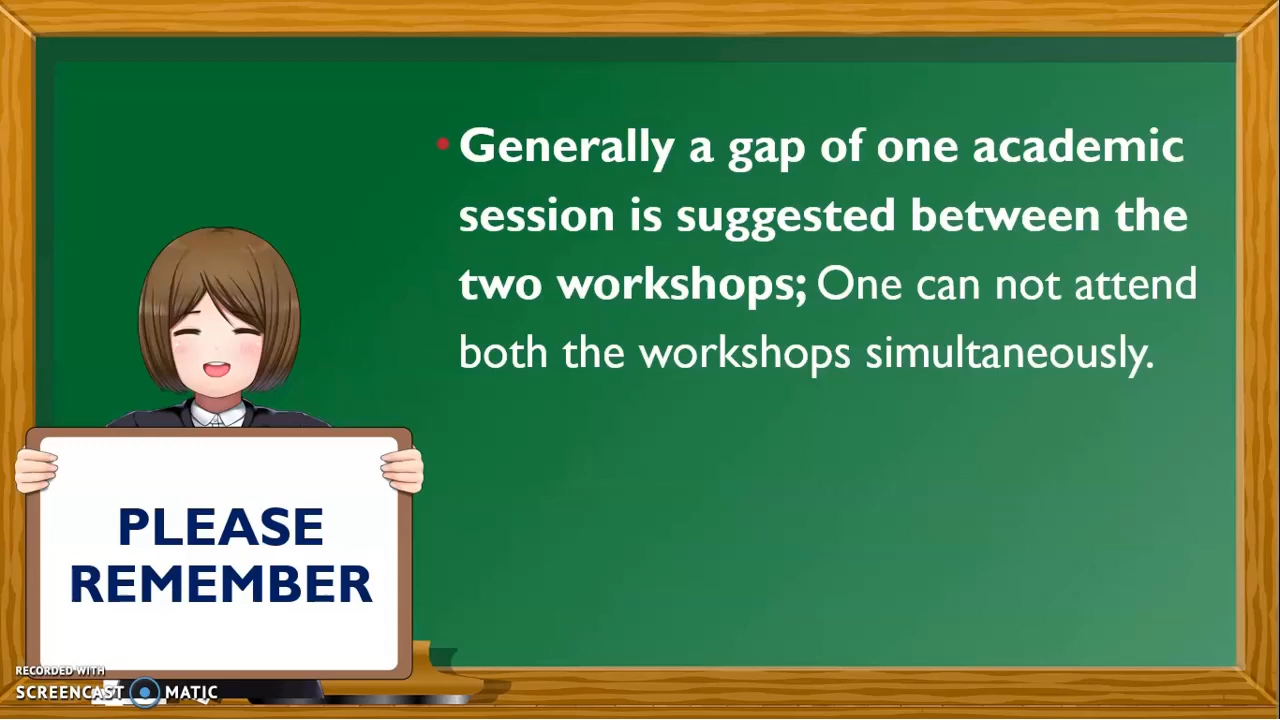 • Generally a gap of one academic
session is suggested between the
two workshops; One can not attend
both the workshops simultaneously.
PLEASE
REMEMBER
RECORDED WITH
SCREENCAST MATIC